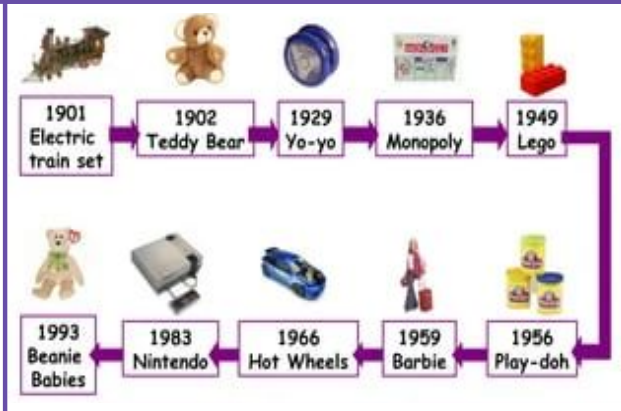 1901
Electric
train set
1902
Teddy Bear
1929
Yo-yo
1936
Monopoly
1949
Lego
1956
Play-doh
1959
Barbie
1966
Hot Wheels
1983
Nintendo
1993
Beanie
Babies